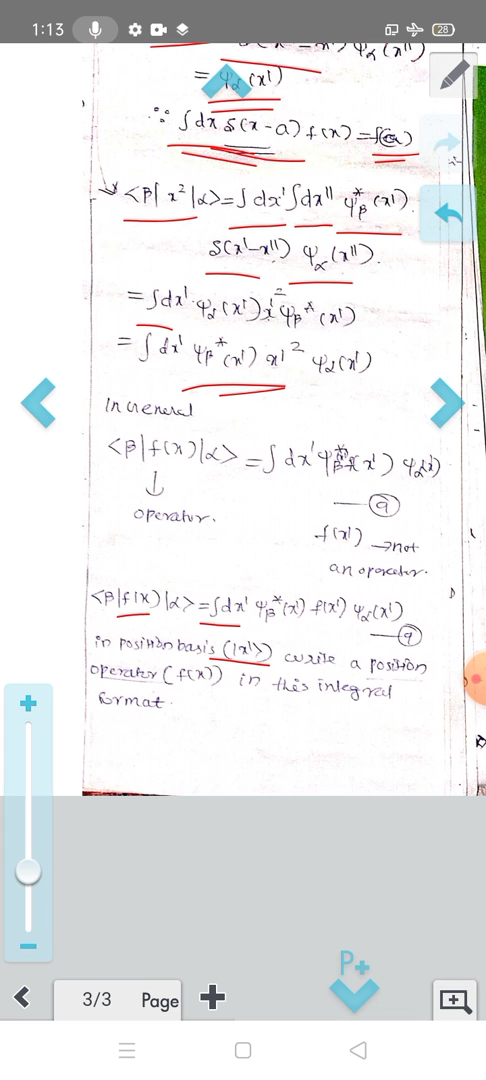 1:13
28
= ψα(x')
∵ ∫dx δ(x-a) f(x) = f(a)
<β| x² |α> = ∫dx' ∫dx'' ψβ*(x')
δ(x'-x'') ψα(x'').
= ∫dx' ψα(x') x'² ψβ*(x')
= ∫dx' ψβ*(x') x'² ψα(x')
In General
<β|f(x)|α> = ∫dx' ψβ* (x') ψα(x')
↓ —(9)
operator.
f(x') → not
an operator.
<β|f(x)|α> = ∫dx' ψβ*(x') f(x') ψα(x')
—(9)
in position basis (|x'>) write a position
operator (f(x)) in this integral
format.
P+
3/3 Page